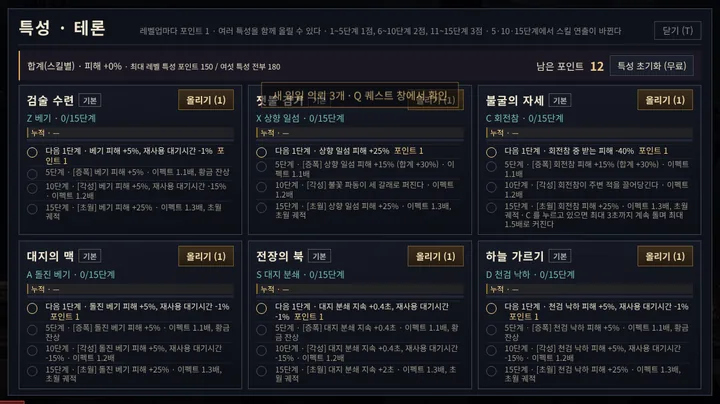 특성 · 테론
레벨업마다 포인트 1 · 여러 특성을 함께 올릴 수 있다 · 1~5단계 1점, 6~10단계 2점, 11~15단계 3점 · 5·10·15단계에서 스킬 연출이 바뀐다
닫기 (T)
합계(스킬별) · 피해 +0% · 최대 레벨 특성 포인트 150 / 여섯 특성 전부 180
남은 포인트 12
특성 초기화 (무료)
새 일일 의뢰 3개 · Q 퀘스트 창에서 확인
검술 수련 기본
올리기 (1)
Z 베기 · 0/15단계
누적 · —
다음 1단계 · 베기 피해 +5%, 재사용 대기시간 -1% 포
인트 1
5단계 · [증폭] 베기 피해 +5% · 이펙트 1.1배, 황금 잔상
10단계 · [각성] 베기 피해 +5%, 재사용 대기시간 -15%
· 이펙트 1.2배
15단계 · [초월] 베기 피해 +25% · 이펙트 1.3배, 초월
궤적
기본
올리기 (1)
X 상향 일섬 · 0/15단계
누적 · —
다음 1단계 · 상향 일섬 피해 +25% 포인트 1
5단계 · [증폭] 상향 일섬 피해 +15% (합계 +30%) · 이
펙트 1.1배
10단계 · [각성] 불꽃 파동이 세 갈래로 퍼진다 · 이펙트
1.2배
15단계 · [초월] 상향 일섬 피해 +25% · 이펙트 1.3배,
초월 궤적
불굴의 자세 기본
올리기 (1)
C 회전참 · 0/15단계
누적 · —
다음 1단계 · 회전참 중 받는 피해 -40% 포인트 1
5단계 · [증폭] 회전참 피해 +15% (합계 +30%) · 이펙트
1.1배
10단계 · [각성] 회전참이 주변 적을 끌어당긴다 · 이펙트
1.2배
15단계 · [초월] 회전참 피해 +25% · 이펙트 1.3배, 초월
궤적 · C 를 누르고 있으면 최대 3초까지 계속 돌며 최대
1.5배로 커진다
대지의 맥 기본
올리기 (1)
A 돌진 베기 · 0/15단계
누적 · —
다음 1단계 · 돌진 베기 피해 +5%, 재사용 대기시간 -1%
포인트 1
5단계 · [증폭] 돌진 베기 피해 +5% · 이펙트 1.1배, 황금
잔상
10단계 · [각성] 돌진 베기 피해 +5%, 재사용 대기시간
-15% · 이펙트 1.2배
15단계 · [초월] 돌진 베기 피해 +25% · 이펙트 1.3배,
초월 궤적
전장의 북 기본
올리기 (1)
S 대지 분쇄 · 0/15단계
누적 · —
다음 1단계 · 대지 분쇄 지속 +0.4초, 재사용 대기시간
-1% 포인트 1
5단계 · [증폭] 대지 분쇄 지속 +0.4초 · 이펙트 1.1배, 황
금 잔상
10단계 · [각성] 대지 분쇄 지속 +0.4초, 재사용 대기시간
-15% · 이펙트 1.2배
15단계 · [초월] 대지 분쇄 지속 +2초 · 이펙트 1.3배, 초
월 궤적
하늘 가르기 기본
올리기 (1)
D 천검 낙하 · 0/15단계
누적 · —
다음 1단계 · 천검 낙하 피해 +5%, 재사용 대기시간 -1%
포인트 1
5단계 · [증폭] 천검 낙하 피해 +5% · 이펙트 1.1배, 황금
잔상
10단계 · [각성] 천검 낙하 피해 +5%, 재사용 대기시간
-15% · 이펙트 1.2배
15단계 · [초월] 천검 낙하 피해 +25% · 이펙트 1.3배,
초월 궤적